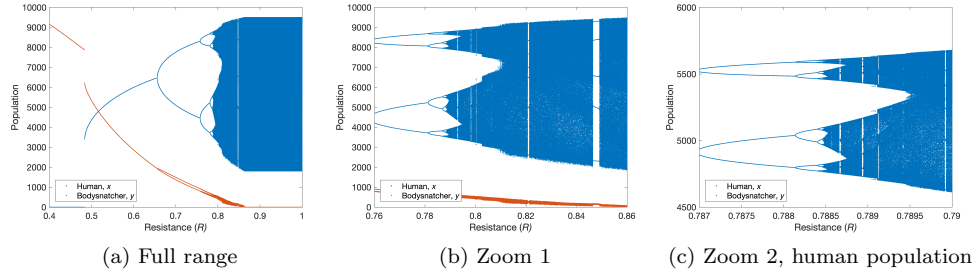 10000
9000
8000
7000
6000
5000
4000
3000
2000
1000
0
Population
Human, x
Bodysnatcher, y
0.4 0.5 0.6 0.7 0.8 0.9 1
Resistance (R)
(a) Full range
10000
9000
8000
7000
6000
5000
4000
3000
2000
1000
0
Population
Human, x
Bodysnatcher, y
0.76 0.78 0.8 0.82 0.84 0.86
Resistance (R)
(b) Zoom 1
6000
5500
5000
4500
Population
Human, x
Bodysnatcher, y
0.787 0.7875 0.788 0.7885 0.789 0.7895 0.79
Resistance (R)
(c) Zoom 2, human population